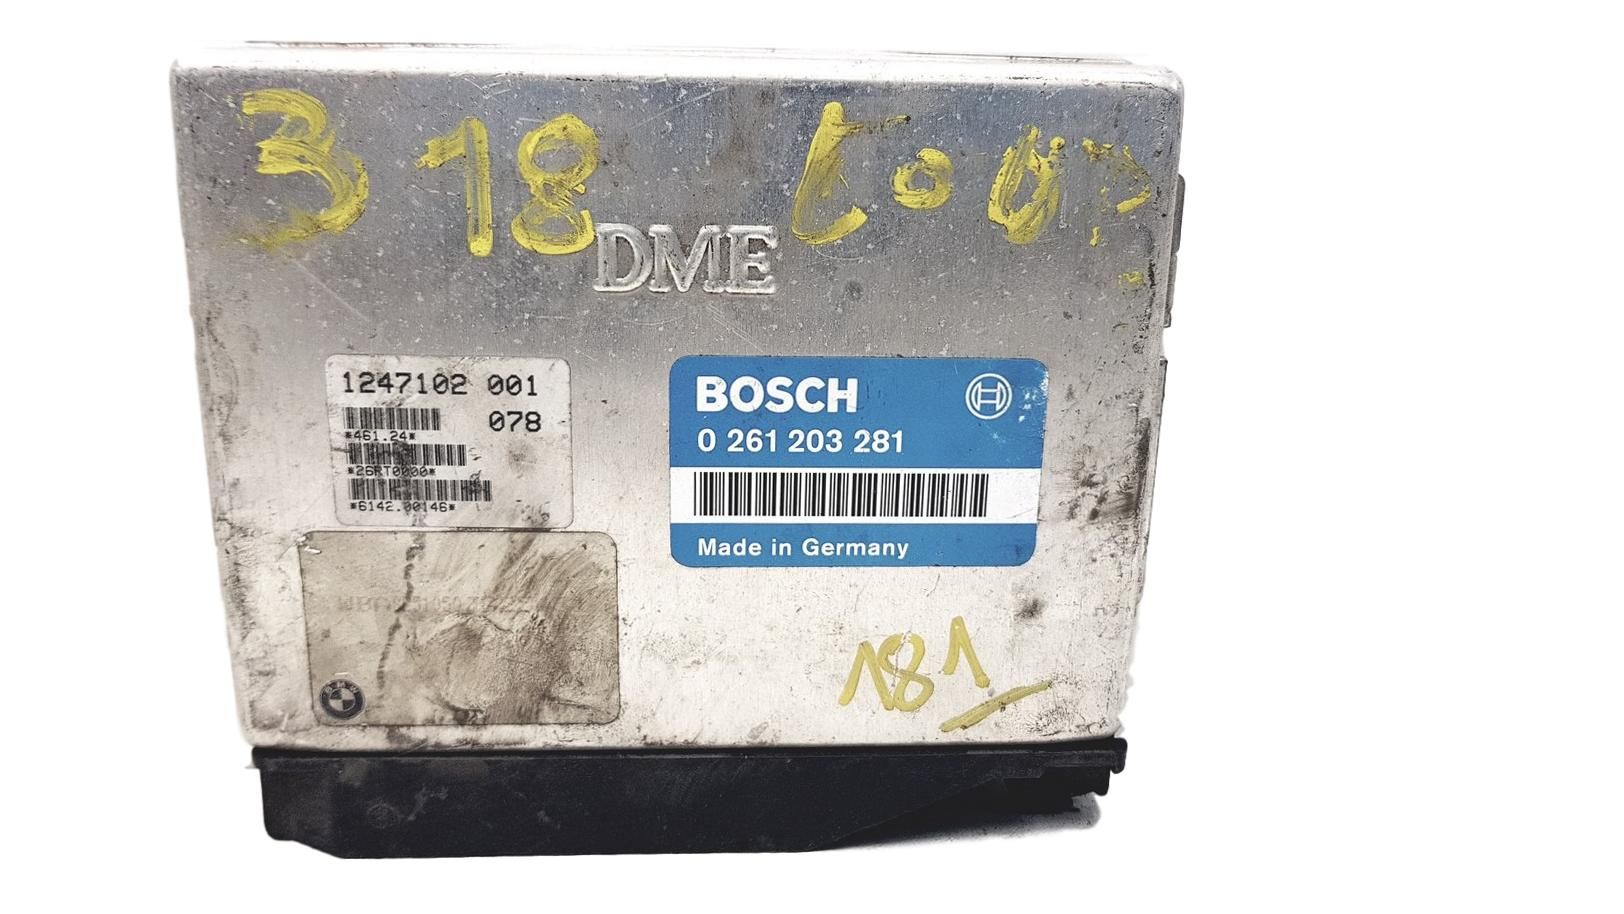 318 COUP
DME
1247102 001
078
*461.24*
*26RT0000*
*6142.00146*
BOSCH
0 261 203 281
Made in Germany
BMW
181